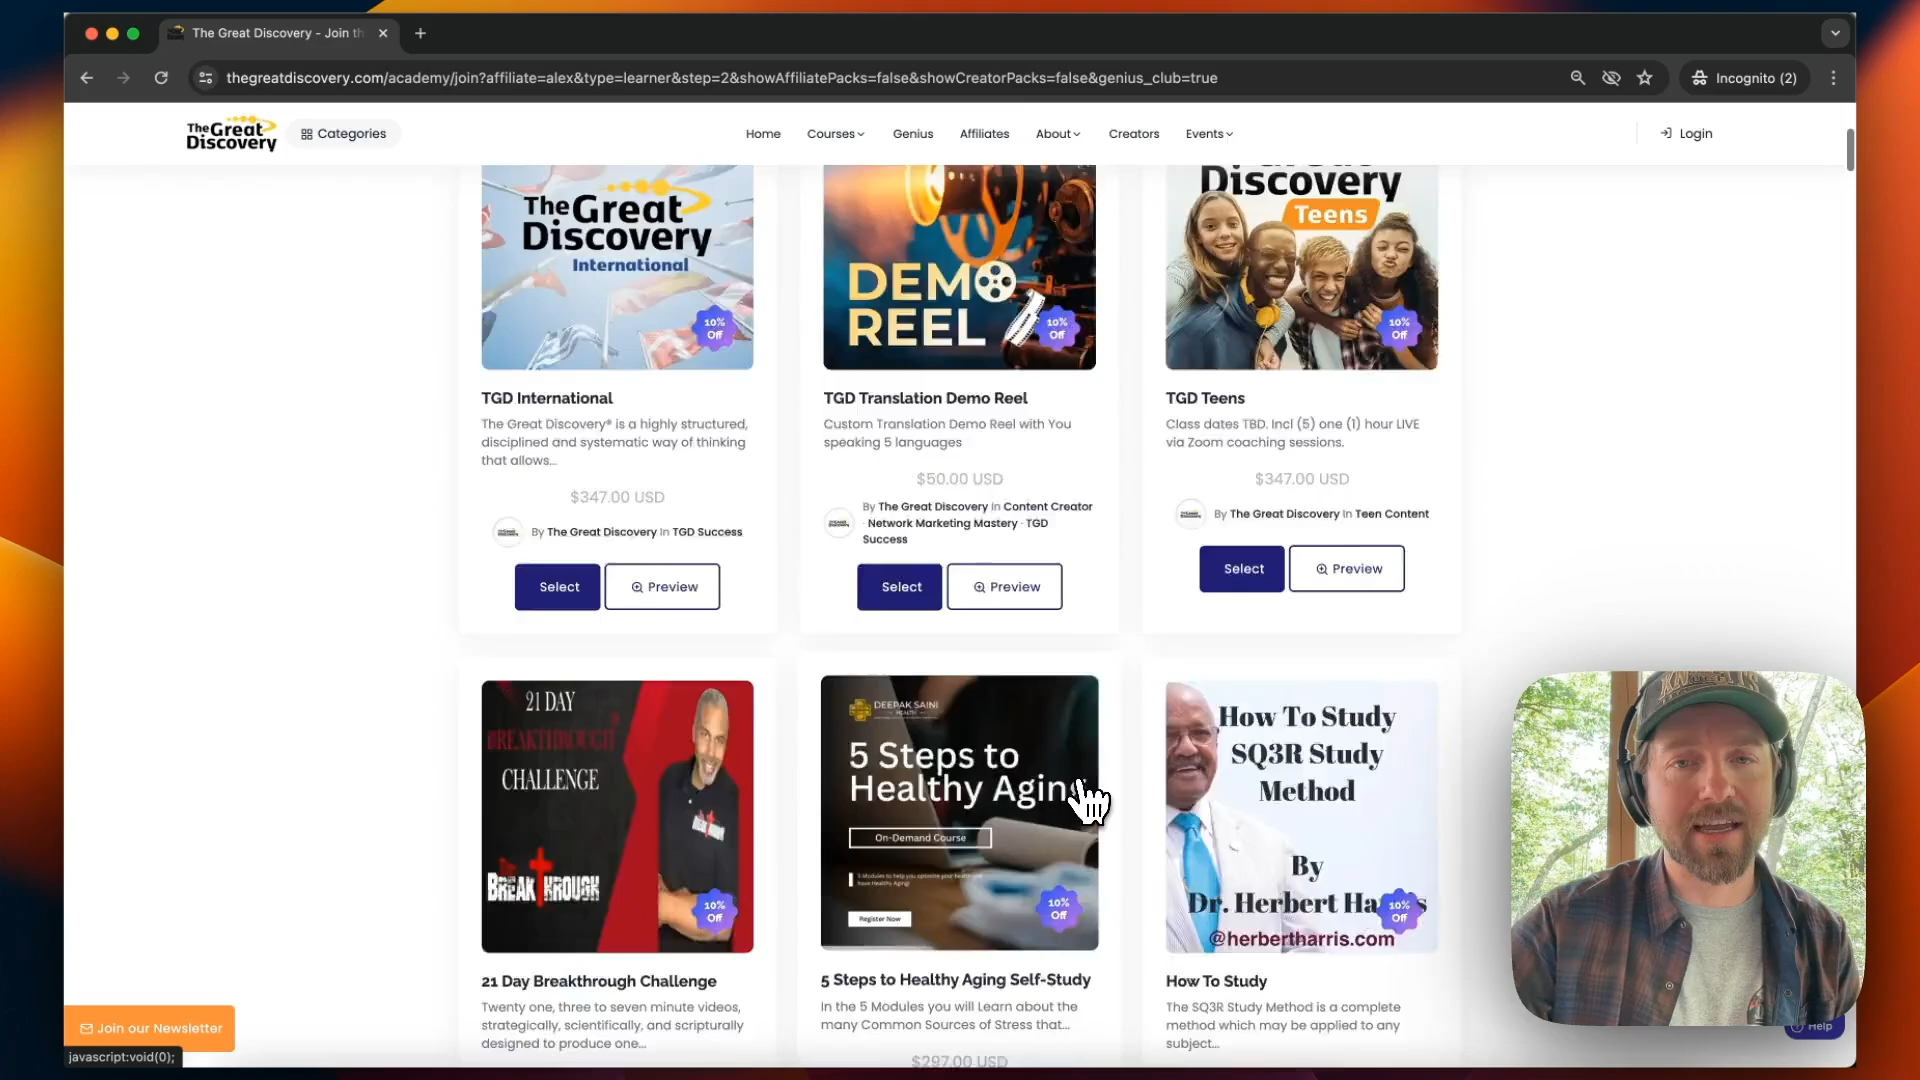 The Great Discovery - Join th
thegreatdiscovery.com/academy/join?affiliate=alex&type=learner&step=2&showAffiliatePacks=false&showCreatorPacks=false&genius_club=true
Incognito (2)
The Great
Discovery
Categories
Home
Courses
Genius
Affiliates
About
Creators
Events
Login
The Great
Discovery
International
10%
Off
DEMO
REEL
10%
Off
Discovery
Teens
10%
Off
TGD International
The Great Discovery® is a highly structured,
disciplined and systematic way of thinking
that allows...
$347.00 USD
By The Great Discovery In TGD Success
Select
Preview
TGD Translation Demo Reel
Custom Translation Demo Reel with You
speaking 5 languages
$50.00 USD
By The Great Discovery In Content Creator
· Network Marketing Mastery · TGD
Success
Select
Preview
TGD Teens
Class dates TBD. Incl (5) one (1) hour LIVE
via Zoom coaching sessions.
$347.00 USD
By The Great Discovery In Teen Content
Select
Preview
21 DAY
BREAKTHROUGH
CHALLENGE
BREAKTHROUGH
10%
Off
DEEPAK SAINI
HEALTH
5 Steps to
Healthy Aging
On-Demand Course
Register Now
10%
Off
How To Study
SQ3R Study
Method
By
Dr. Herbert Ha s
@herbertharris.com
10%
Off
21 Day Breakthrough Challenge
Twenty one, three to seven minute videos,
strategically, scientifically, and scripturally
designed to produce one...
5 Steps to Healthy Aging Self-Study
In the 5 Modules you will Learn about the
many Common Sources of Stress that...
$297.00 USD
How To Study
The SQ3R Study Method is a complete
method which may be applied to any
subject...
Join our Newsletter
javascript:void(0);
Help